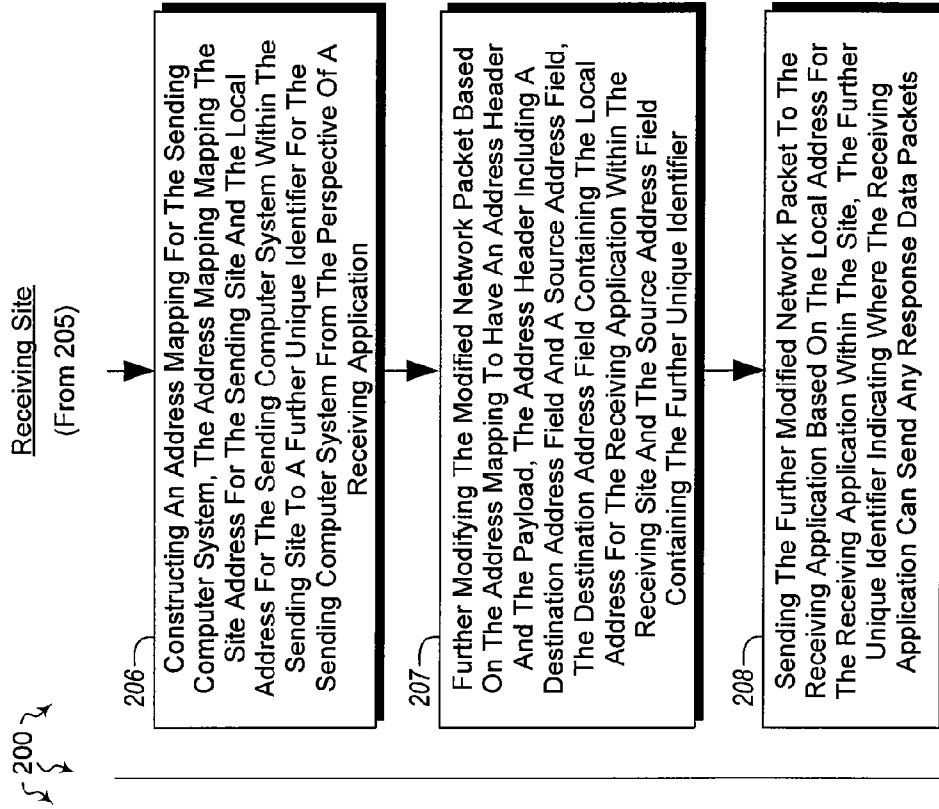 200
Receiving Site
(From 205)
206
Constructing An Address Mapping For The Sending
Computer System, The Address Mapping Mapping The
Site Address For The Sending Site And The Local
Address For The Sending Computer System Within The
Sending Site To A Further Unique Identifier For The
Sending Computer System From The Perspective Of A
Receiving Application
207
Further Modifying The Modified Network Packet Based
On The Address Mapping To Have An Address Header
And The Payload, The Address Header Including A
Destination Address Field And A Source Address Field,
The Destination Address Field Containing The Local
Address For The Receiving Application Within The
Receiving Site And The Source Address Field
Containing The Further Unique Identifier
208
Sending The Further Modified Network Packet To The
Receiving Application Based On The Local Address For
The Receiving Application Within The Site, The Further
Unique Identifier Indicating Where The Receiving
Application Can Send Any Response Data Packets